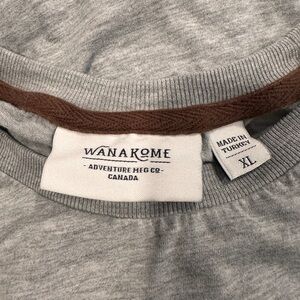 WANAKOME
ADVENTURE MFG CO-
CANADA
MADE IN
TURKEY
XL